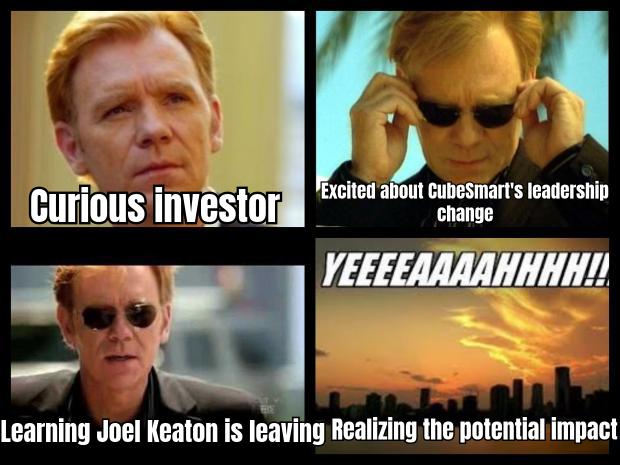 Curious investor
Excited about CubeSmart's leadership
change
YEEEEAAAAHHHH!!!
Learning Joel Keaton is leaving
Realizing the potential impact